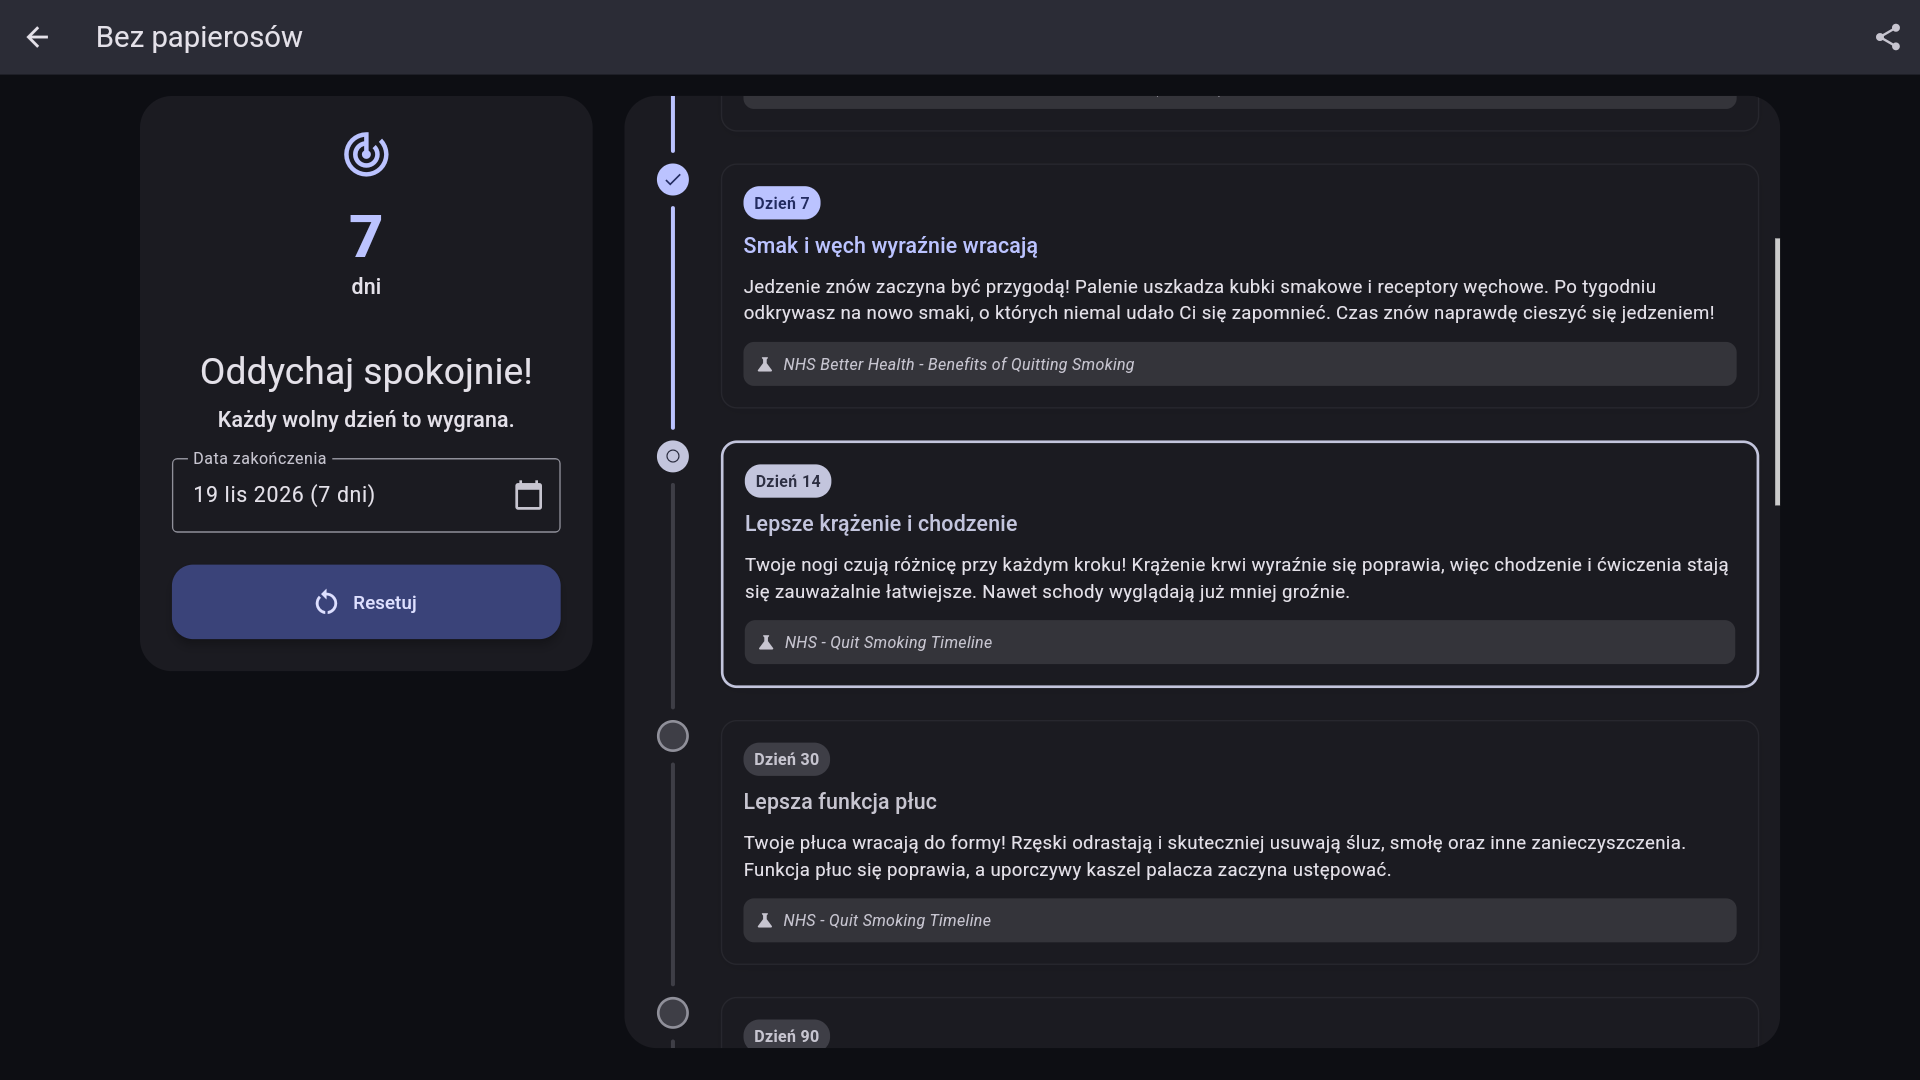 Bez papierosów
7
dni
Oddychaj spokojnie!
Każdy wolny dzień to wygrana.
Data zakończenia
19 lis 2026 (7 dni)
Resetuj
Dzień 7
Smak i węch wyraźnie wracają
Jedzenie znów zaczyna być przygodą! Palenie uszkadza kubki smakowe i receptory węchowe. Po tygodniu
odkrywasz na nowo smaki, o których niemal udało Ci się zapomnieć. Czas znów naprawdę cieszyć się jedzeniem!
NHS Better Health - Benefits of Quitting Smoking
Dzień 14
Lepsze krążenie i chodzenie
Twoje nogi czują różnicę przy każdym kroku! Krążenie krwi wyraźnie się poprawia, więc chodzenie i ćwiczenia stają
się zauważalnie łatwiejsze. Nawet schody wyglądają już mniej groźnie.
NHS - Quit Smoking Timeline
Dzień 30
Lepsza funkcja płuc
Twoje płuca wracają do formy! Rzęski odrastają i skuteczniej usuwają śluz, smołę oraz inne zanieczyszczenia.
Funkcja płuc się poprawia, a uporczywy kaszel palacza zaczyna ustępować.
NHS - Quit Smoking Timeline
Dzień 90